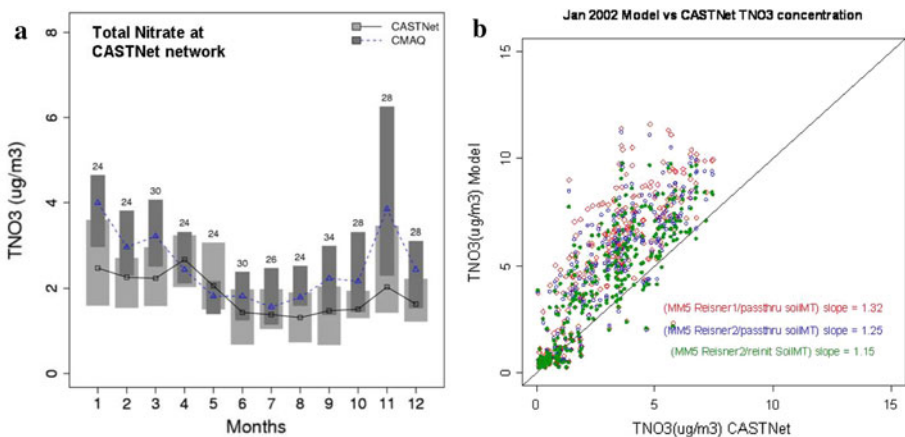 a
Total Nitrate at
CASTNet network
CASTNet
CMAQ
8
6
4
2
0
TNO3 (ug/m3)
24
24
30
24
24
30
26
24
34
28
28
28
1 2 3 4 5 6 7 8 9 10 11 12
Months
b
Jan 2002 Model vs CASTNet TNO3 concentration
15
10
5
0
TNO3(ug/m3) Model
(MM5 Reisner1/passthru soilMT) slope = 1.32
(MM5 Reisner2/passthru soilMT) slope = 1.25
(MM5 Reisner2/reinit SoilMT) slope = 1.15
0 5 10 15
TNO3(ug/m3) CASTNet